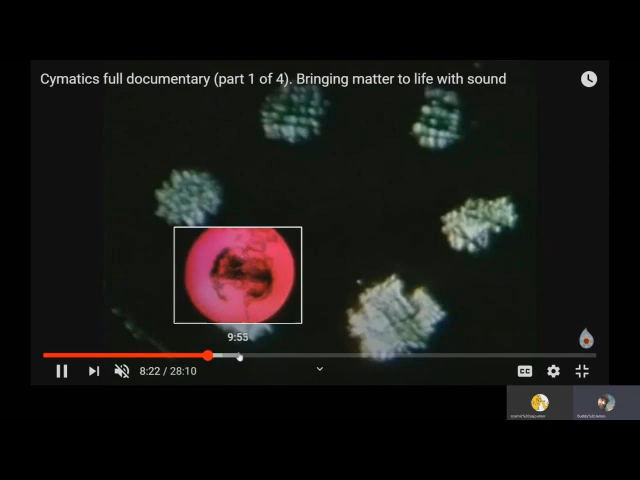 Cymatics full documentary (part 1 of 4). Bringing matter to life with sound
9:55
8:22 / 28:10
CC